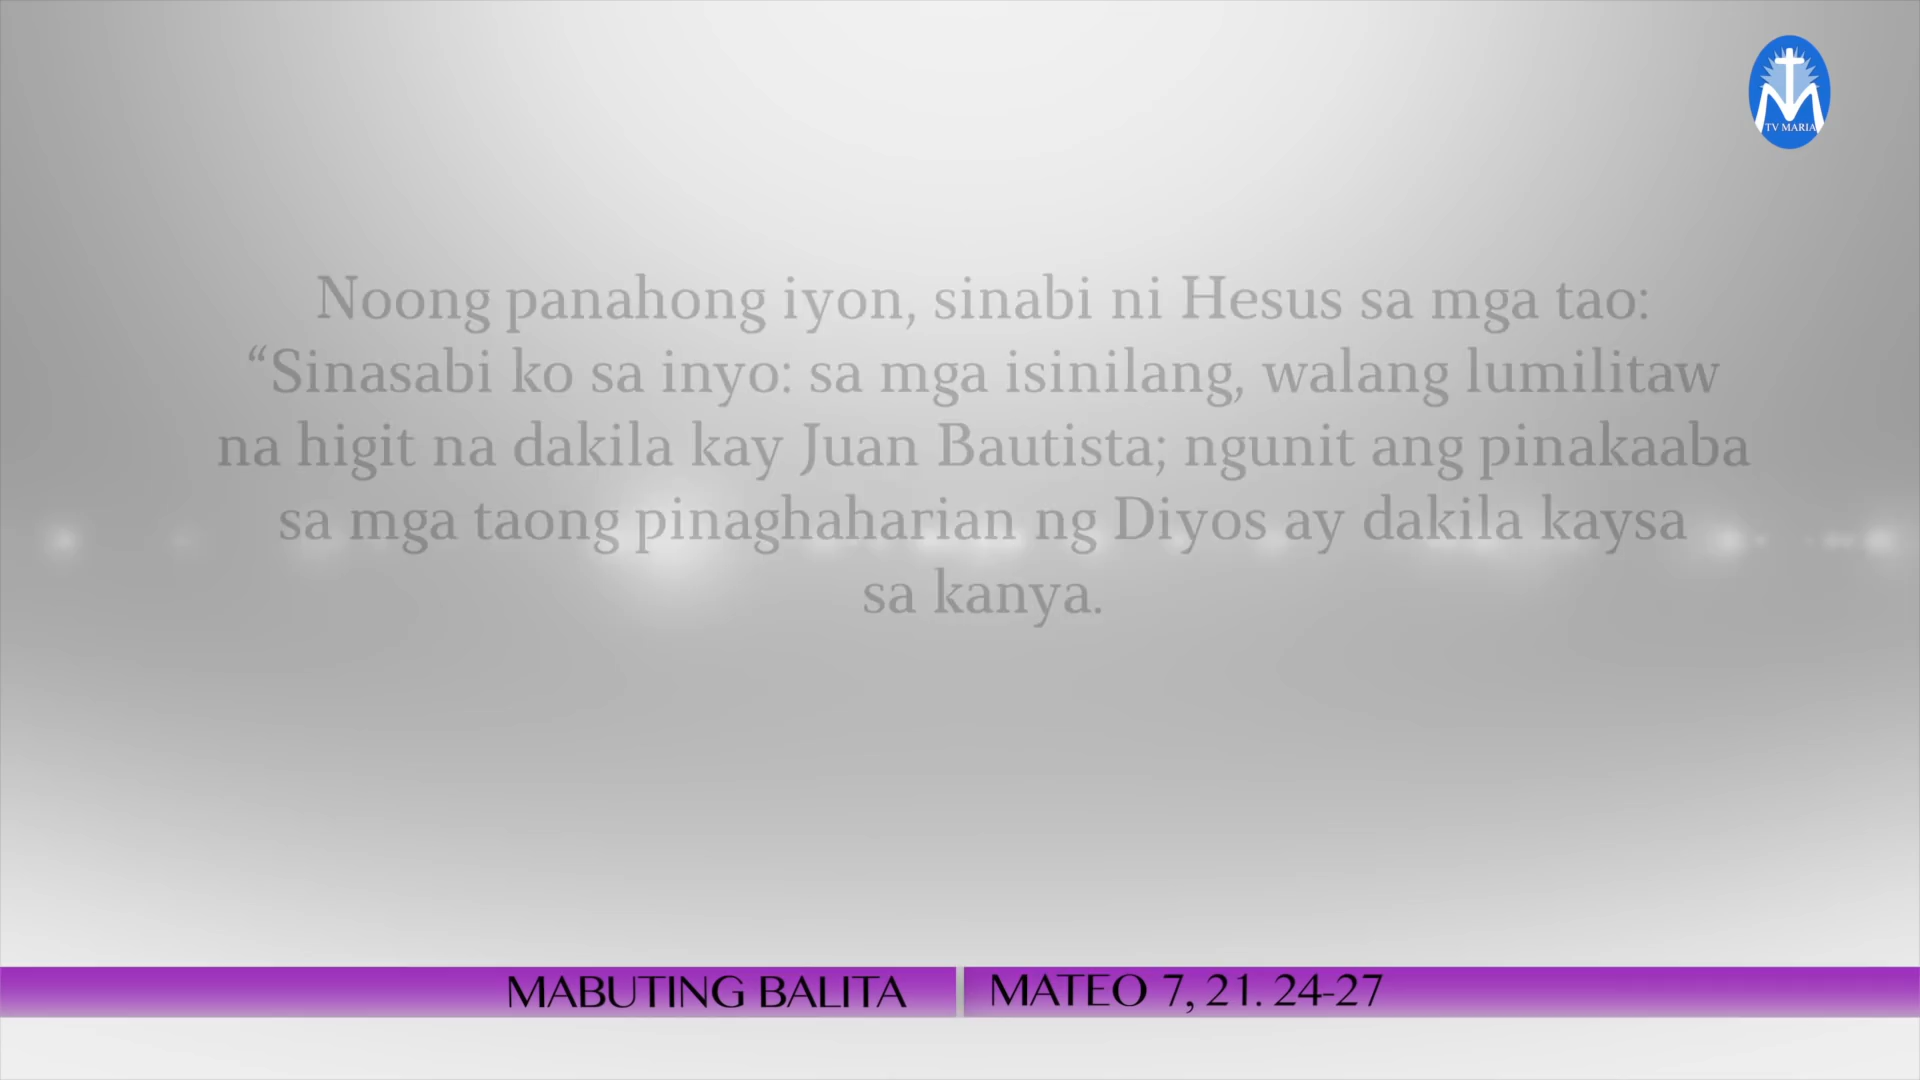 TV MARIA
Noong panahong iyon, sinabi ni Hesus sa mga tao:
“Sinasabi ko sa inyo: sa mga isinilang, walang lumilitaw
na higit na dakila kay Juan Bautista; ngunit ang pinakaaba
sa mga taong pinaghaharian ng Diyos ay dakila kaysa
sa kanya.
MABUTING BALITA
MATEO 7, 21. 24-27